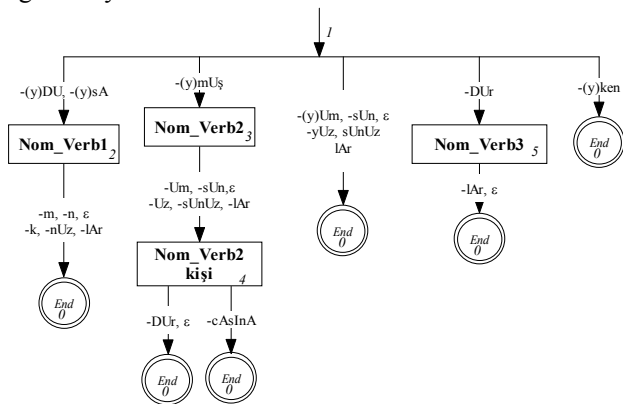 1
-(y)DU, -(y)sA
-(y)mUş
-(y)Um, -sUn, ε
-yUz, sUnUz
lAr
-DUr
-(y)ken
Nom_Verb1 2
Nom_Verb2 3
Nom_Verb3 5
End
0
-m, -n, ε
-k, -nUz, -lAr
-Um, -sUn,ε
-Uz, -sUnUz, -lAr
-lAr, ε
End
0
End
0
End
0
Nom_Verb2
kişi 4
-DUr, ε
-cAsInA
End
0
End
0